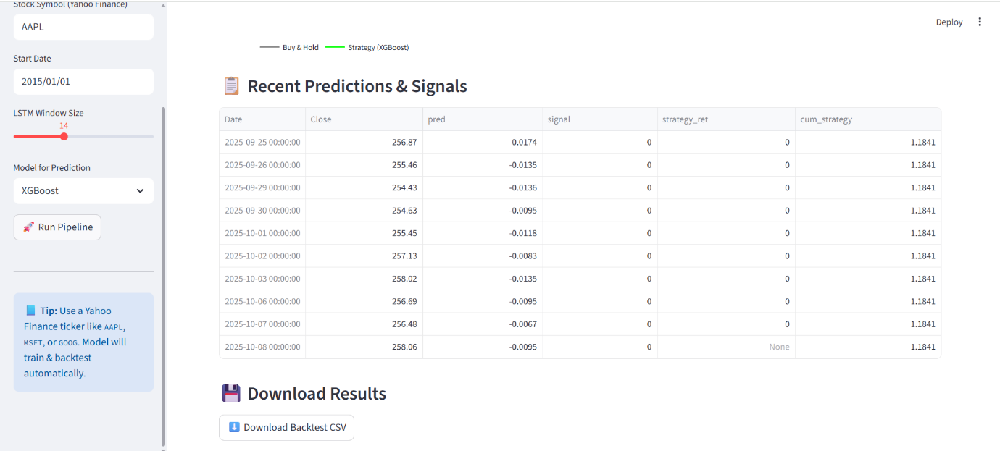 Stock Symbol (Yahoo Finance)
AAPL
Start Date
2015/01/01
LSTM Window Size
14
Model for Prediction
XGBoost
🚀 Run Pipeline
📘 Tip: Use a Yahoo
Finance ticker like AAPL,
MSFT, or GOOG. Model will
train & backtest
automatically.
Deploy
Buy & Hold Strategy (XGBoost)
📋 Recent Predictions & Signals
Date Close pred signal strategy_ret cum_strategy
2025-09-25 00:00:00 256.87 -0.0174 0 0 1.1841
2025-09-26 00:00:00 255.46 -0.0135 0 0 1.1841
2025-09-29 00:00:00 254.43 -0.0136 0 0 1.1841
2025-09-30 00:00:00 254.63 -0.0095 0 0 1.1841
2025-10-01 00:00:00 255.45 -0.0118 0 0 1.1841
2025-10-02 00:00:00 257.13 -0.0083 0 0 1.1841
2025-10-03 00:00:00 258.02 -0.0135 0 0 1.1841
2025-10-06 00:00:00 256.69 -0.0095 0 0 1.1841
2025-10-07 00:00:00 256.48 -0.0067 0 0 1.1841
2025-10-08 00:00:00 258.06 -0.0095 0 None 1.1841
💾 Download Results
⬇️ Download Backtest CSV